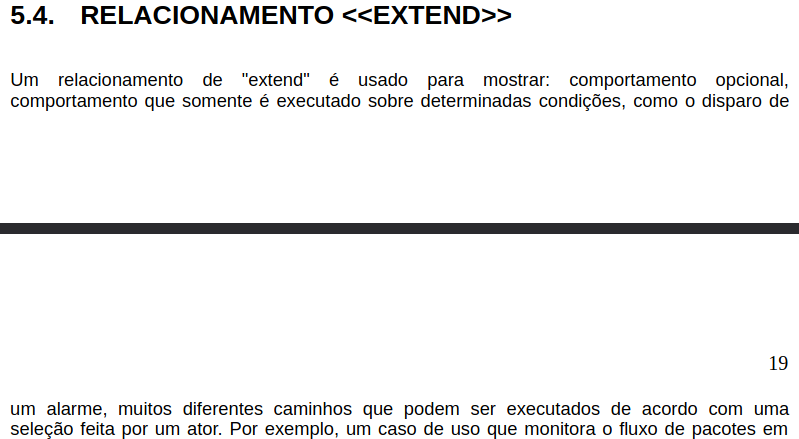 5.4. RELACIONAMENTO <<EXTEND>>
Um relacionamento de "extend" é usado para mostrar: comportamento opcional,
comportamento que somente é executado sobre determinadas condições, como o disparo de
19
um alarme, muitos diferentes caminhos que podem ser executados de acordo com uma
seleção feita por um ator. Por exemplo, um caso de uso que monitora o fluxo de pacotes em